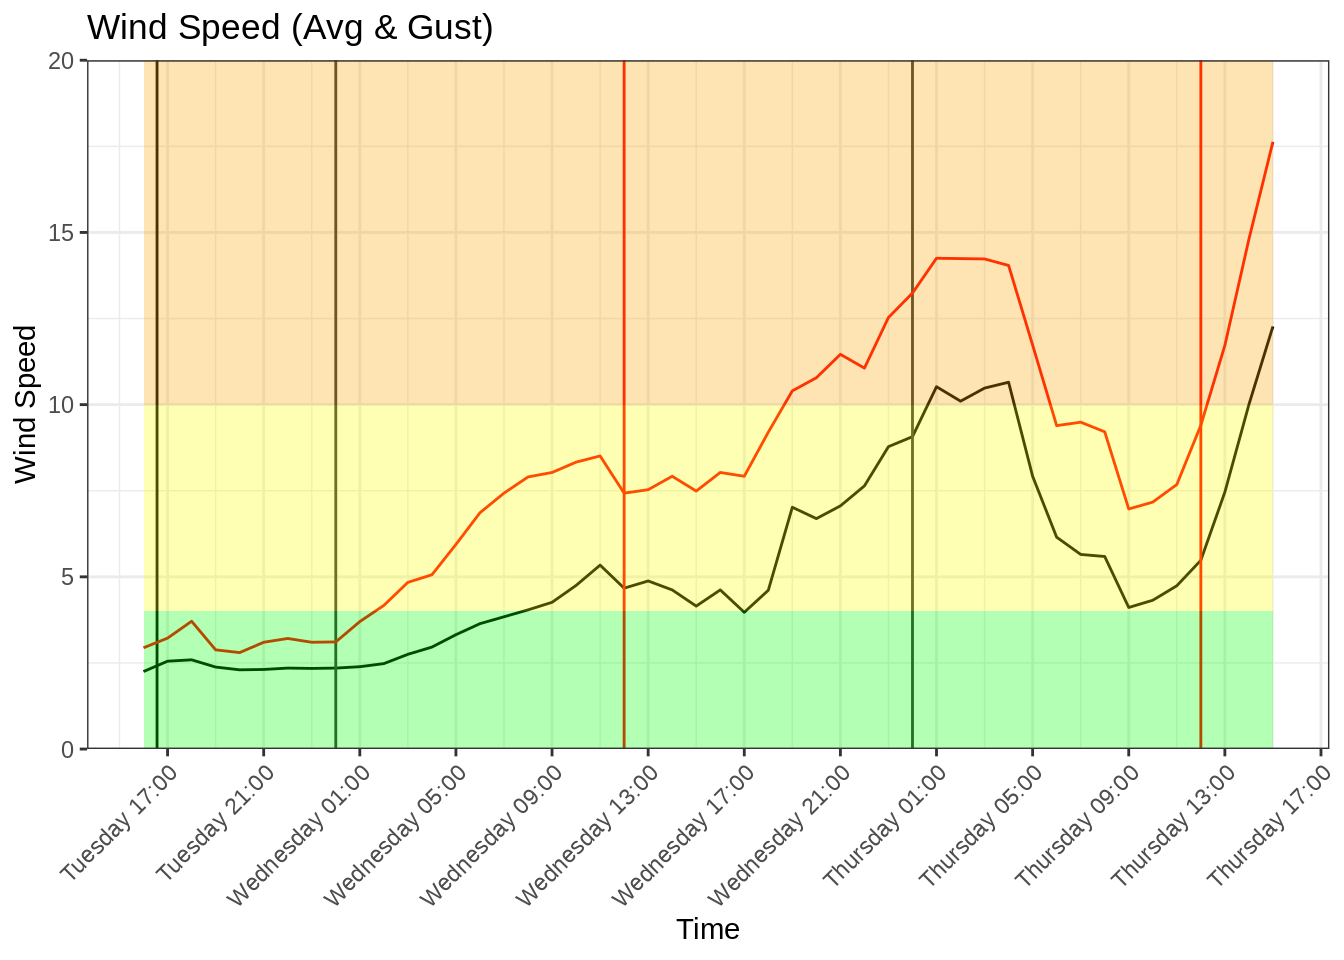 Wind Speed (Avg & Gust)
20
15
10
5
0
Wind Speed
Tuesday 17:00
Tuesday 21:00
Wednesday 01:00
Wednesday 05:00
Wednesday 09:00
Wednesday 13:00
Wednesday 17:00
Wednesday 21:00
Thursday 01:00
Thursday 05:00
Thursday 09:00
Thursday 13:00
Thursday 17:00
Time